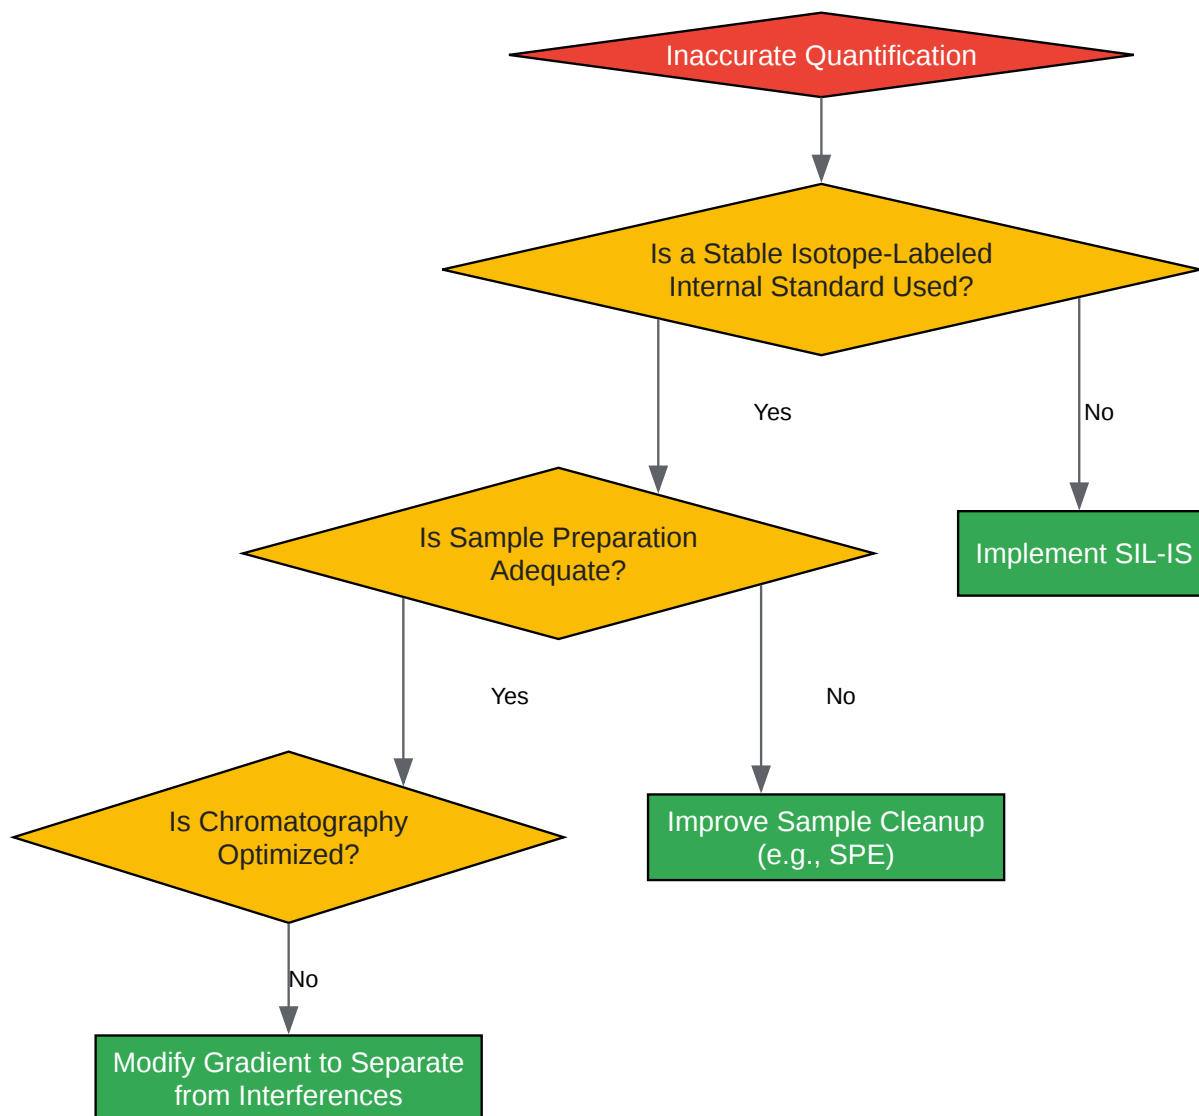 Inaccurate Quantification
Is a Stable Isotope-Labeled
Internal Standard Used?
Yes
No
Is Sample Preparation
Adequate?
Implement SIL-IS
Yes
No
Is Chromatography
Optimized?
Improve Sample Cleanup
(e.g., SPE)
No
Modify Gradient to Separate
from Interferences